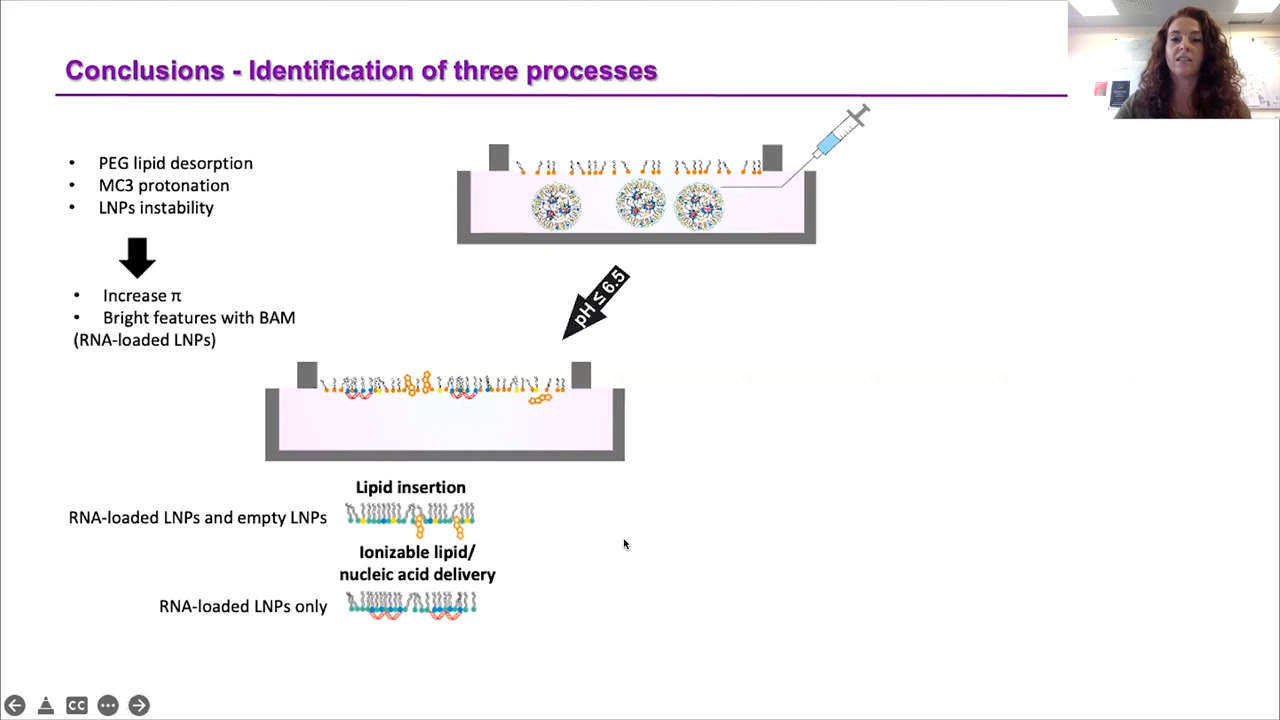 Conclusions - Identification of three processes
• PEG lipid desorption
• MC3 protonation
• LNPs instability
• Increase π
• Bright features with BAM
(RNA-loaded LNPs)
pH ≤ 6.5
Lipid insertion
RNA-loaded LNPs and empty LNPs
Ionizable lipid/
nucleic acid delivery
RNA-loaded LNPs only
CC